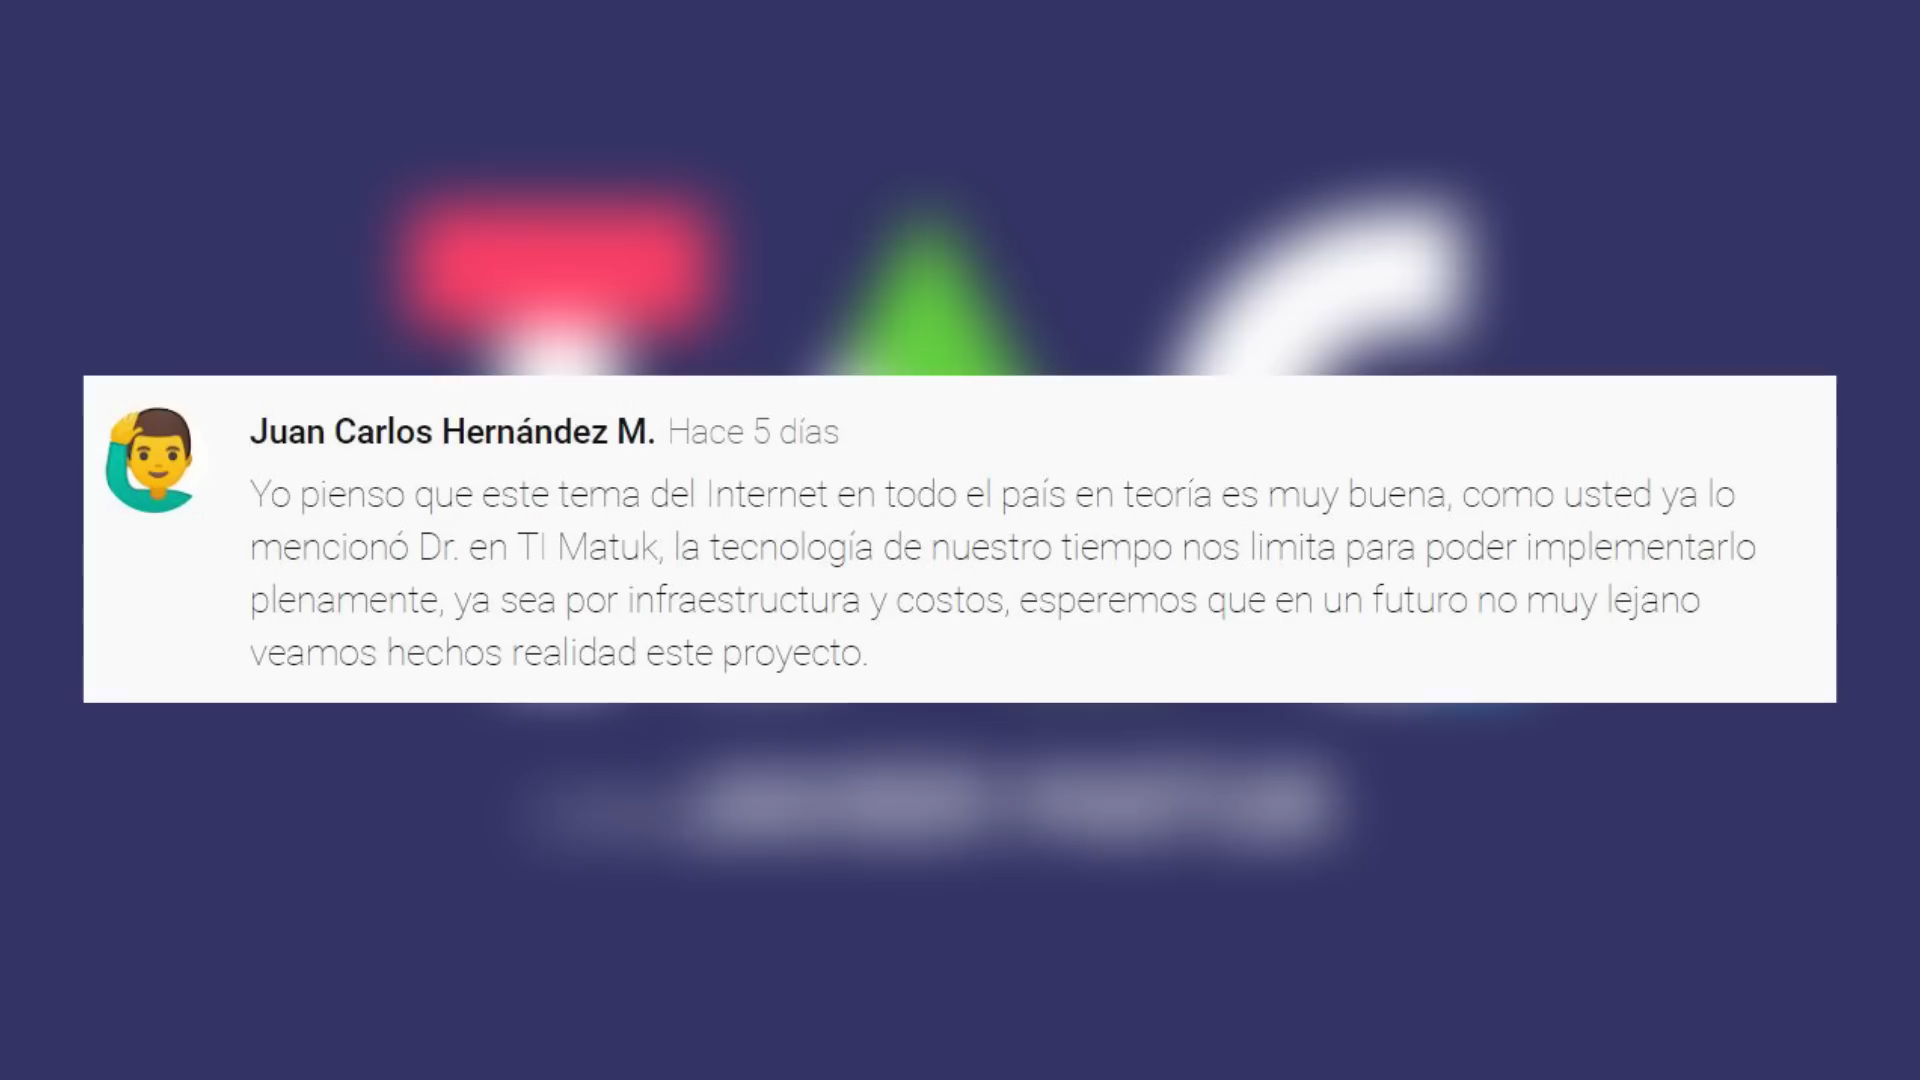 Juan Carlos Hernández M. Hace 5 días
Yo pienso que este tema del Internet en todo el país en teoría es muy buena, como usted ya lo
mencionó Dr. en TI Matuk, la tecnología de nuestro tiempo nos limita para poder implementarlo
plenamente, ya sea por infraestructura y costos, esperemos que en un futuro no muy lejano
veamos hechos realidad este proyecto.